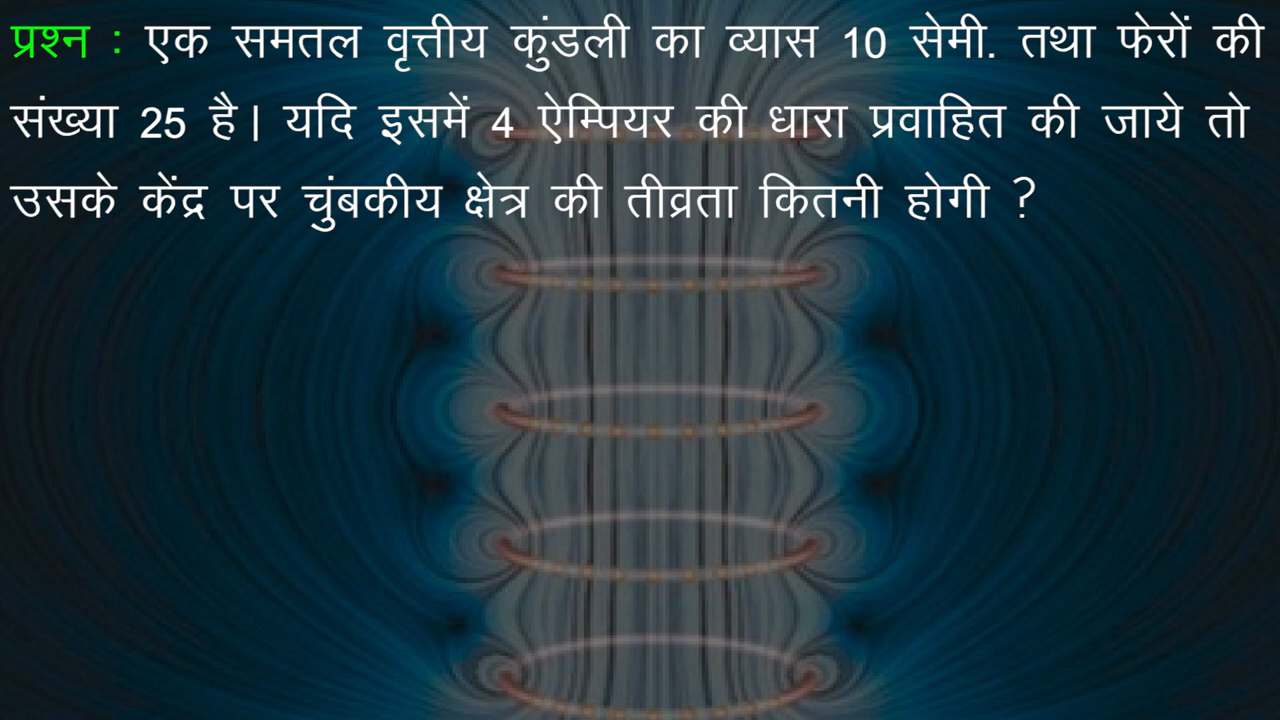 प्रश्न : एक समतल वृत्तीय कुंडली का व्यास 10 सेमी. तथा फेरों की
संख्या 25 है| यदि इसमें 4 ऐम्पियर की धारा प्रवाहित की जाये तो
उसके केंद्र पर चुंबकीय क्षेत्र की तीव्रता कितनी होगी ?